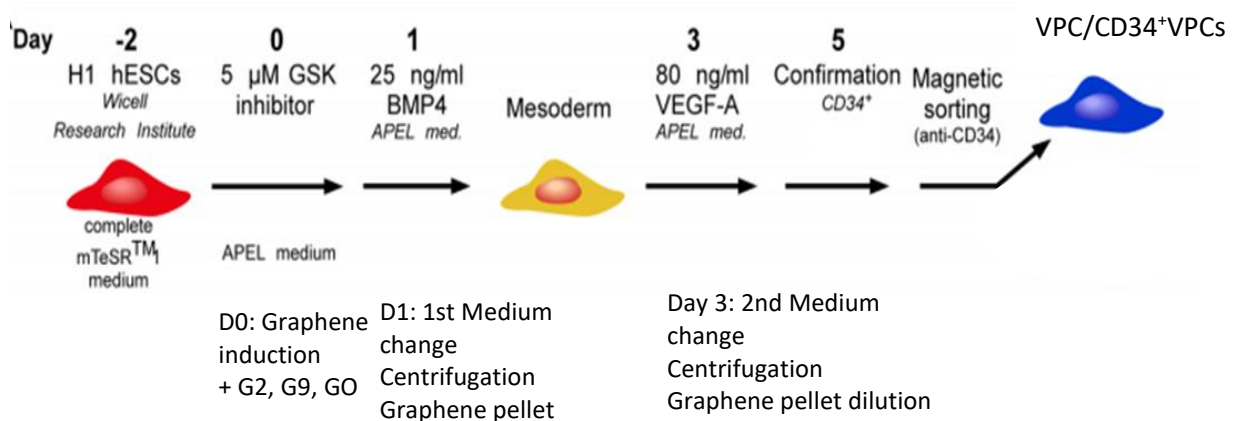 Day -2 0 1 3 5 VPC/CD34⁺VPCs
H1 hESCs
Wicell
Research Institute
complete
mTeSR™1
medium
5 µM GSK
inhibitor
APEL medium
25 ng/ml
BMP4
APEL med.
Mesoderm
80 ng/ml
VEGF-A
APEL med.
Confirmation
CD34⁺
Magnetic
sorting
(anti-CD34)
D0: Graphene
induction
+ G2, G9, GO
D1: 1st Medium
change
Centrifugation
Graphene pellet
Day 3: 2nd Medium
change
Centrifugation
Graphene pellet dilution